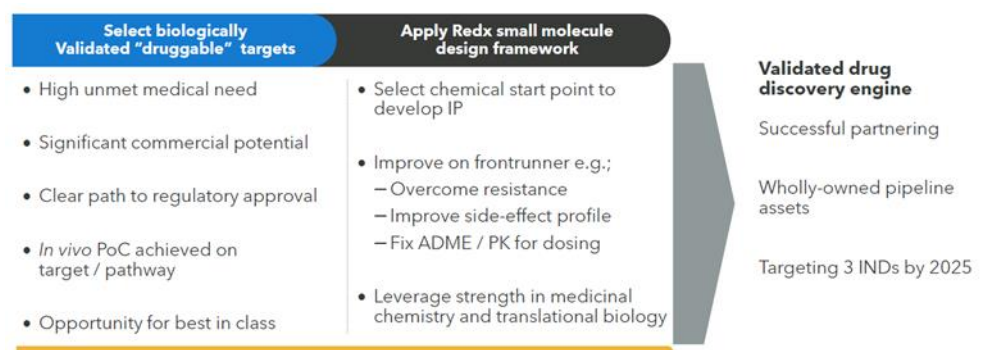 Select biologically
Validated “druggable” targets
• High unmet medical need
• Significant commercial potential
• Clear path to regulatory approval
• In vivo PoC achieved on
target / pathway
• Opportunity for best in class
Apply Redx small molecule
design framework
• Select chemical start point to
develop IP
• Improve on frontrunner e.g.;
– Overcome resistance
– Improve side-effect profile
– Fix ADME / PK for dosing
• Leverage strength in medicinal
chemistry and translational biology
Validated drug
discovery engine
Successful partnering
Wholly-owned pipeline
assets
Targeting 3 INDs by 2025